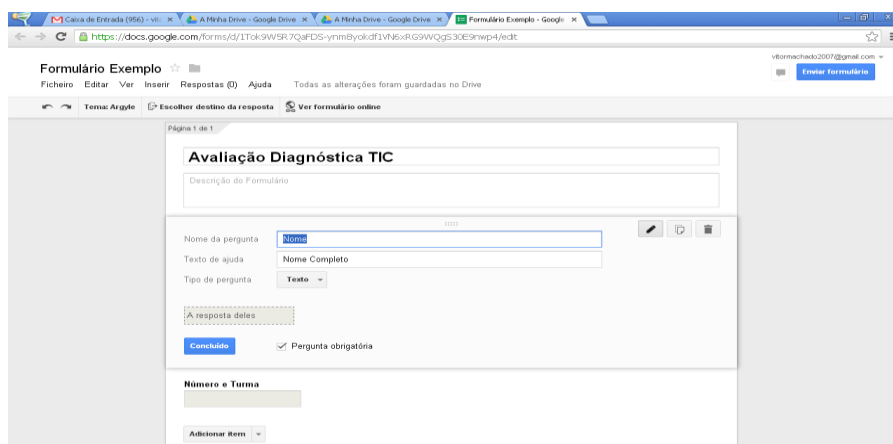 Caixa de Entrada (956) - vit
A Minha Drive - Google Drive
A Minha Drive - Google Drive
Formulário Exemplo - Google
https://docs.google.com/forms/d/1Tok9W5R7QaFDS-ynmByokdf1VN6xRG9WQgS30E9nwp4/edit
vitormachado2007@gmail.com
Formulário Exemplo
Enviar formulário
Ficheiro Editar Ver Inserir Respostas (0) Ajuda Todas as alterações foram guardadas no Drive
Tema: Argyle Escolher destino da resposta Ver formulário online
Página 1 de 1
Avaliação Diagnóstica TIC
Descrição do Formulário
Nome da pergunta Nome
Texto de ajuda Nome Completo
Tipo de pergunta Texto
A resposta deles
Concluído Pergunta obrigatória
Número e Turma
Adicionar item